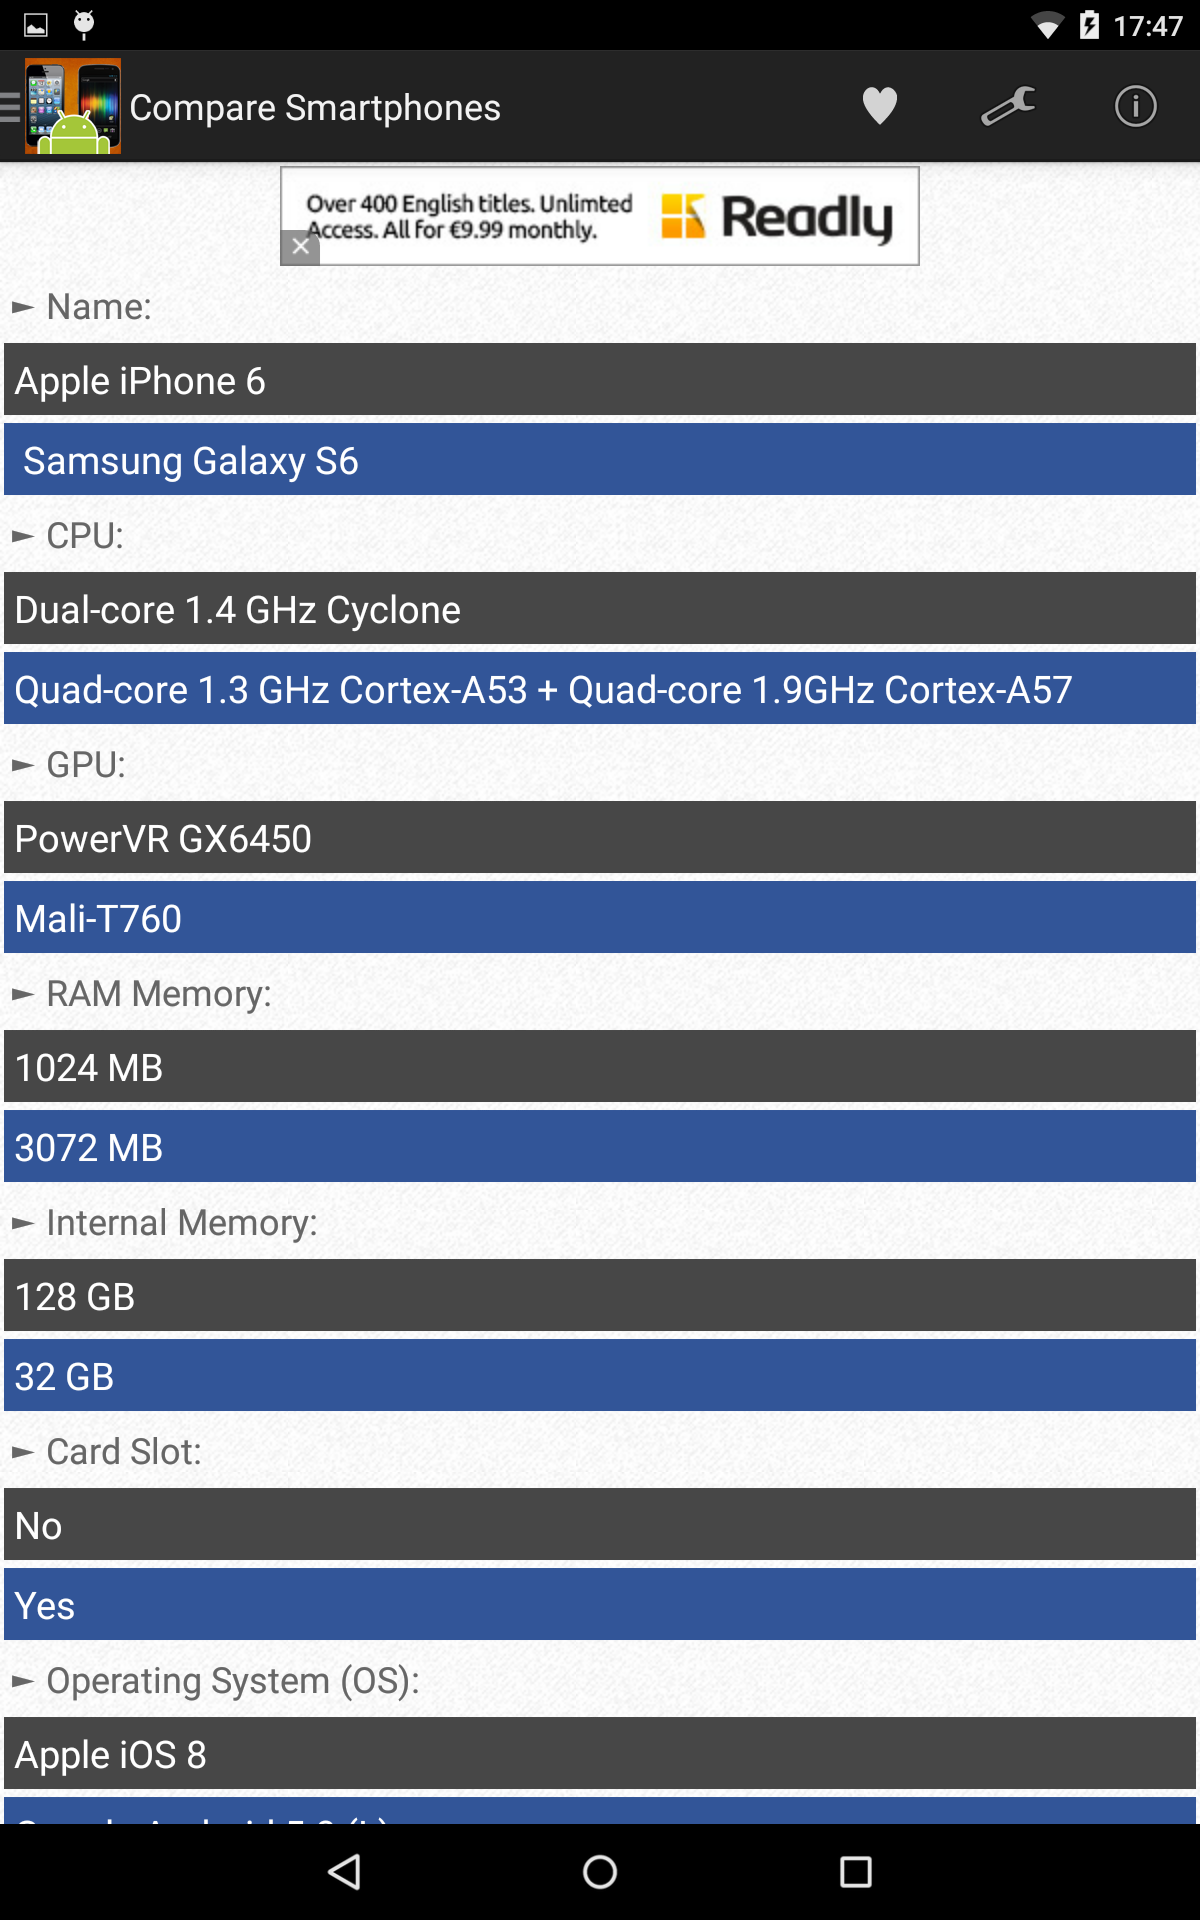 17:47
Compare Smartphones
Over 400 English titles. Unlimted
Access. All for €9.99 monthly.
Readly
► Name:
Apple iPhone 6
Samsung Galaxy S6
► CPU:
Dual-core 1.4 GHz Cyclone
Quad-core 1.3 GHz Cortex-A53 + Quad-core 1.9GHz Cortex-A57
► GPU:
PowerVR GX6450
Mali-T760
► RAM Memory:
1024 MB
3072 MB
► Internal Memory:
128 GB
32 GB
► Card Slot:
No
Yes
► Operating System (OS):
Apple iOS 8